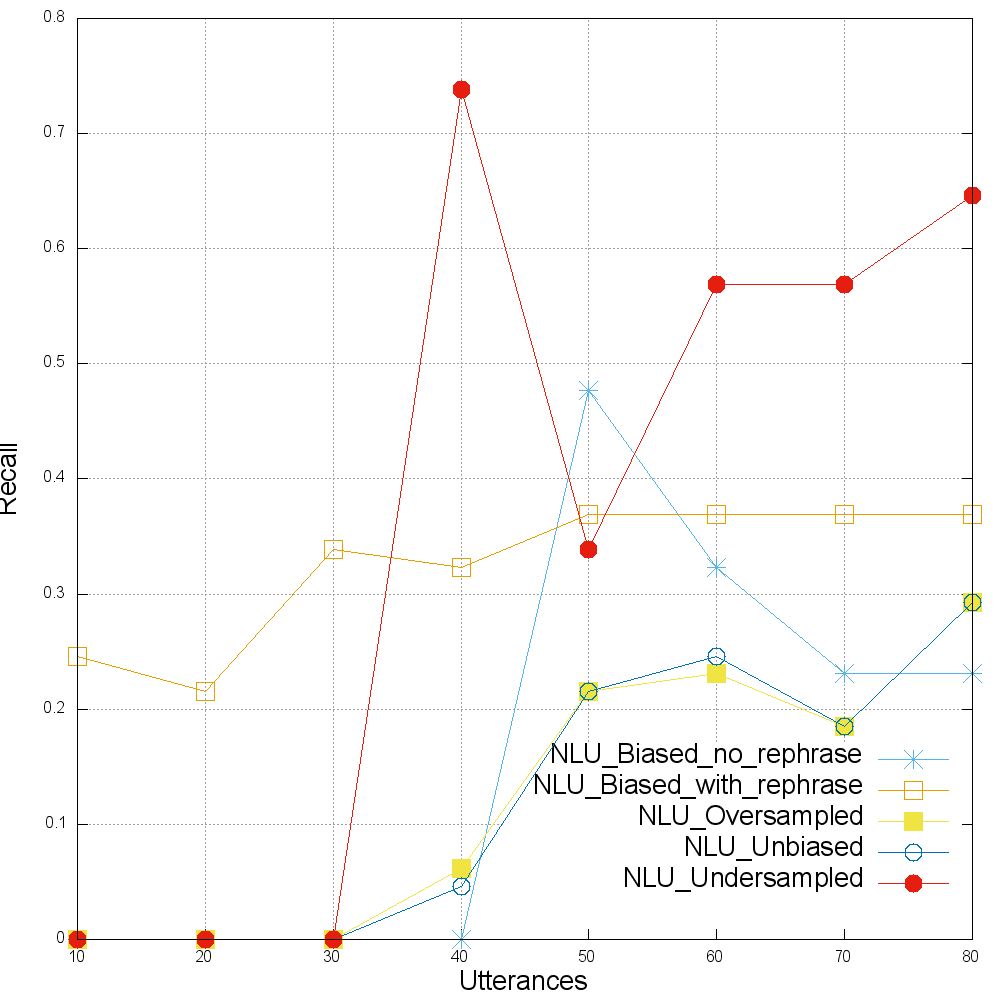 0.8
0.7
0.6
0.5
0.4
0.3
0.2
0.1
0
Recall
NLU_Biased_no_rephrase
NLU_Biased_with_rephrase
NLU_Oversampled
NLU_Unbiased
NLU_Undersampled
10 20 30 40 50 60 70 80
Utterances